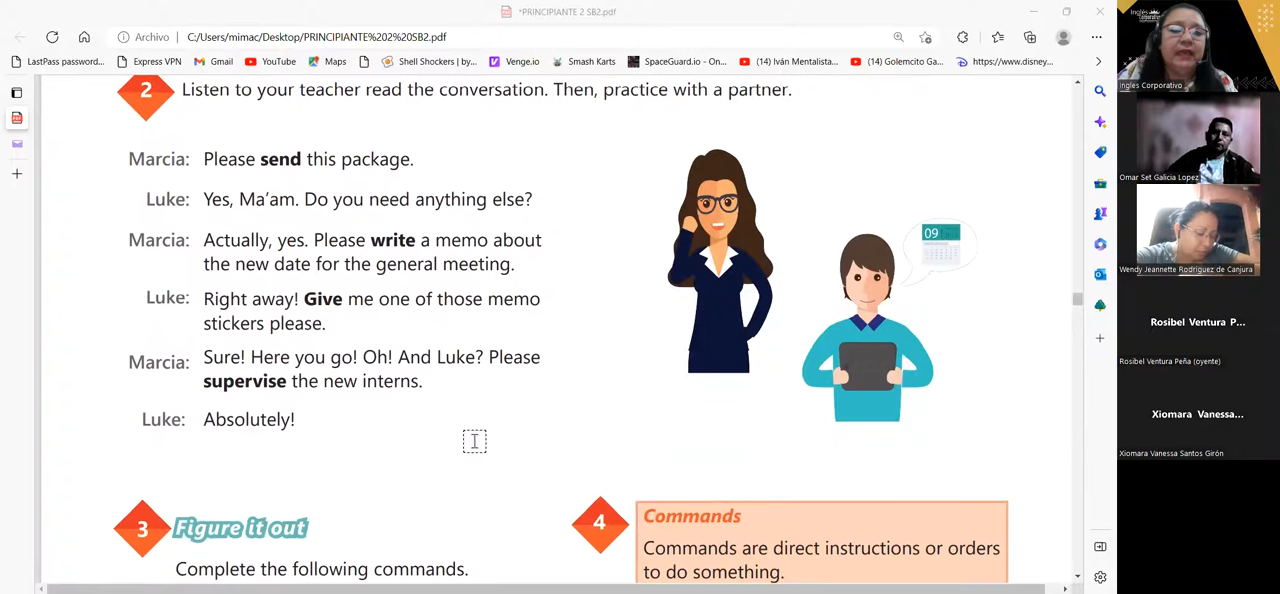 *PRINCIPIANTE 2 SB2.pdf
Archivo
C:/Users/mimac/Desktop/PRINCIPIANTE%202%20SB2.pdf
LastPass password...
Express VPN
Gmail
YouTube
Maps
Shell Shockers | by...
Venge.io
Smash Karts
SpaceGuard.io - On...
(14) Iván Mentalista...
(14) Golemcito Ga...
https://www.disney...
2
Listen to your teacher read the conversation. Then, practice with a partner.
Marcia: Please send this package.
Luke: Yes, Ma'am. Do you need anything else?
Marcia: Actually, yes. Please write a memo about
the new date for the general meeting.
Luke: Right away! Give me one of those memo
stickers please.
Marcia: Sure! Here you go! Oh! And Luke? Please
supervise the new interns.
Luke: Absolutely!
09
3
Figure it out
Complete the following commands.
4
Commands
Commands are direct instructions or orders
to do something.
Inglés
Corporativo
Ingles Corporativo
Omar Set Galicia Lopez
Wendy Jeannette Rodriguez de Canjura
Rosibel Ventura P...
Rosibel Ventura Peña (oyente)
Xiomara Vanessa...
Xiomara Vanessa Santos Girón